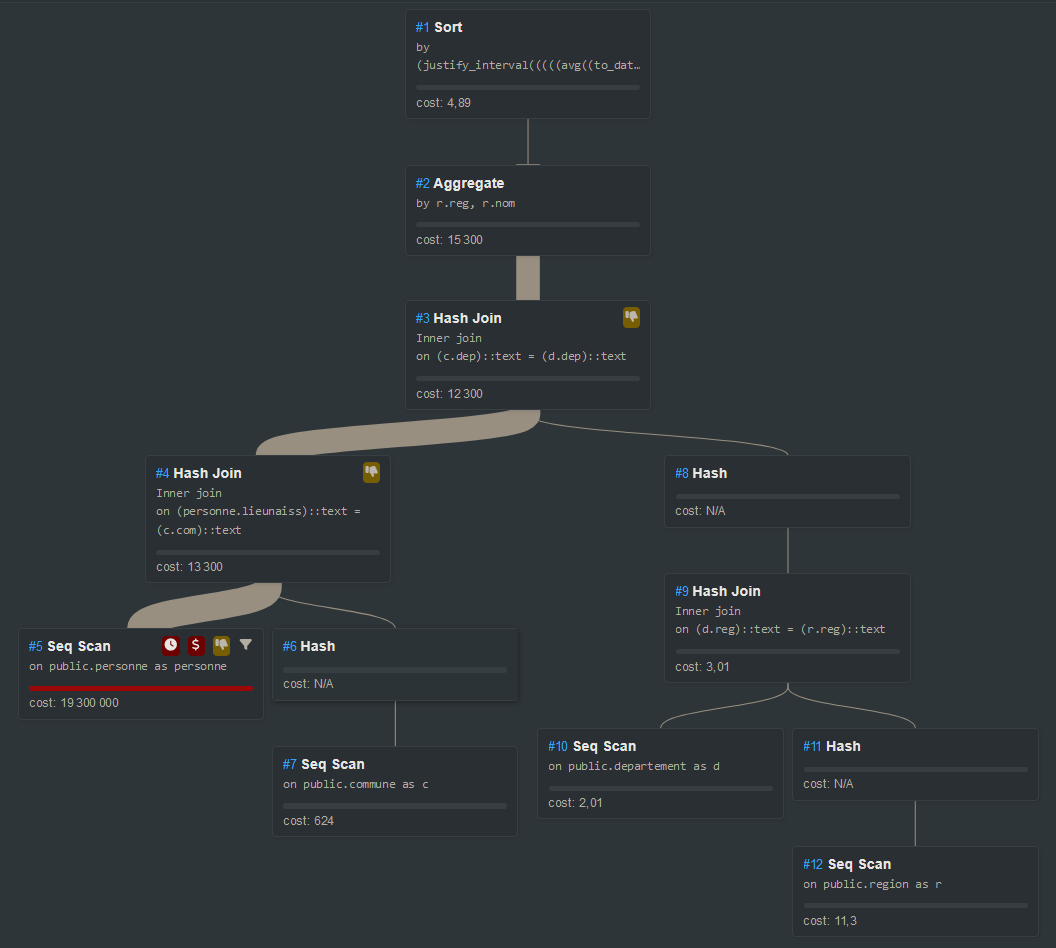 #1 Sort
by
(justify_interval(((((avg((to_dat…
cost: 4,89
#2 Aggregate
by r.reg, r.nom
cost: 15 300
#3 Hash Join
Inner join
on (c.dep)::text = (d.dep)::text
cost: 12 300
#4 Hash Join
Inner join
on (personne.lieunaiss)::text =
(c.com)::text
cost: 13 300
#8 Hash
cost: N/A
#9 Hash Join
Inner join
on (d.reg)::text = (r.reg)::text
cost: 3,01
#5 Seq Scan $
on public.personne as personne
cost: 19 300 000
#6 Hash
cost: N/A
#7 Seq Scan
on public.commune as c
cost: 624
#10 Seq Scan
on public.departement as d
cost: 2,01
#11 Hash
cost: N/A
#12 Seq Scan
on public.region as r
cost: 11,3